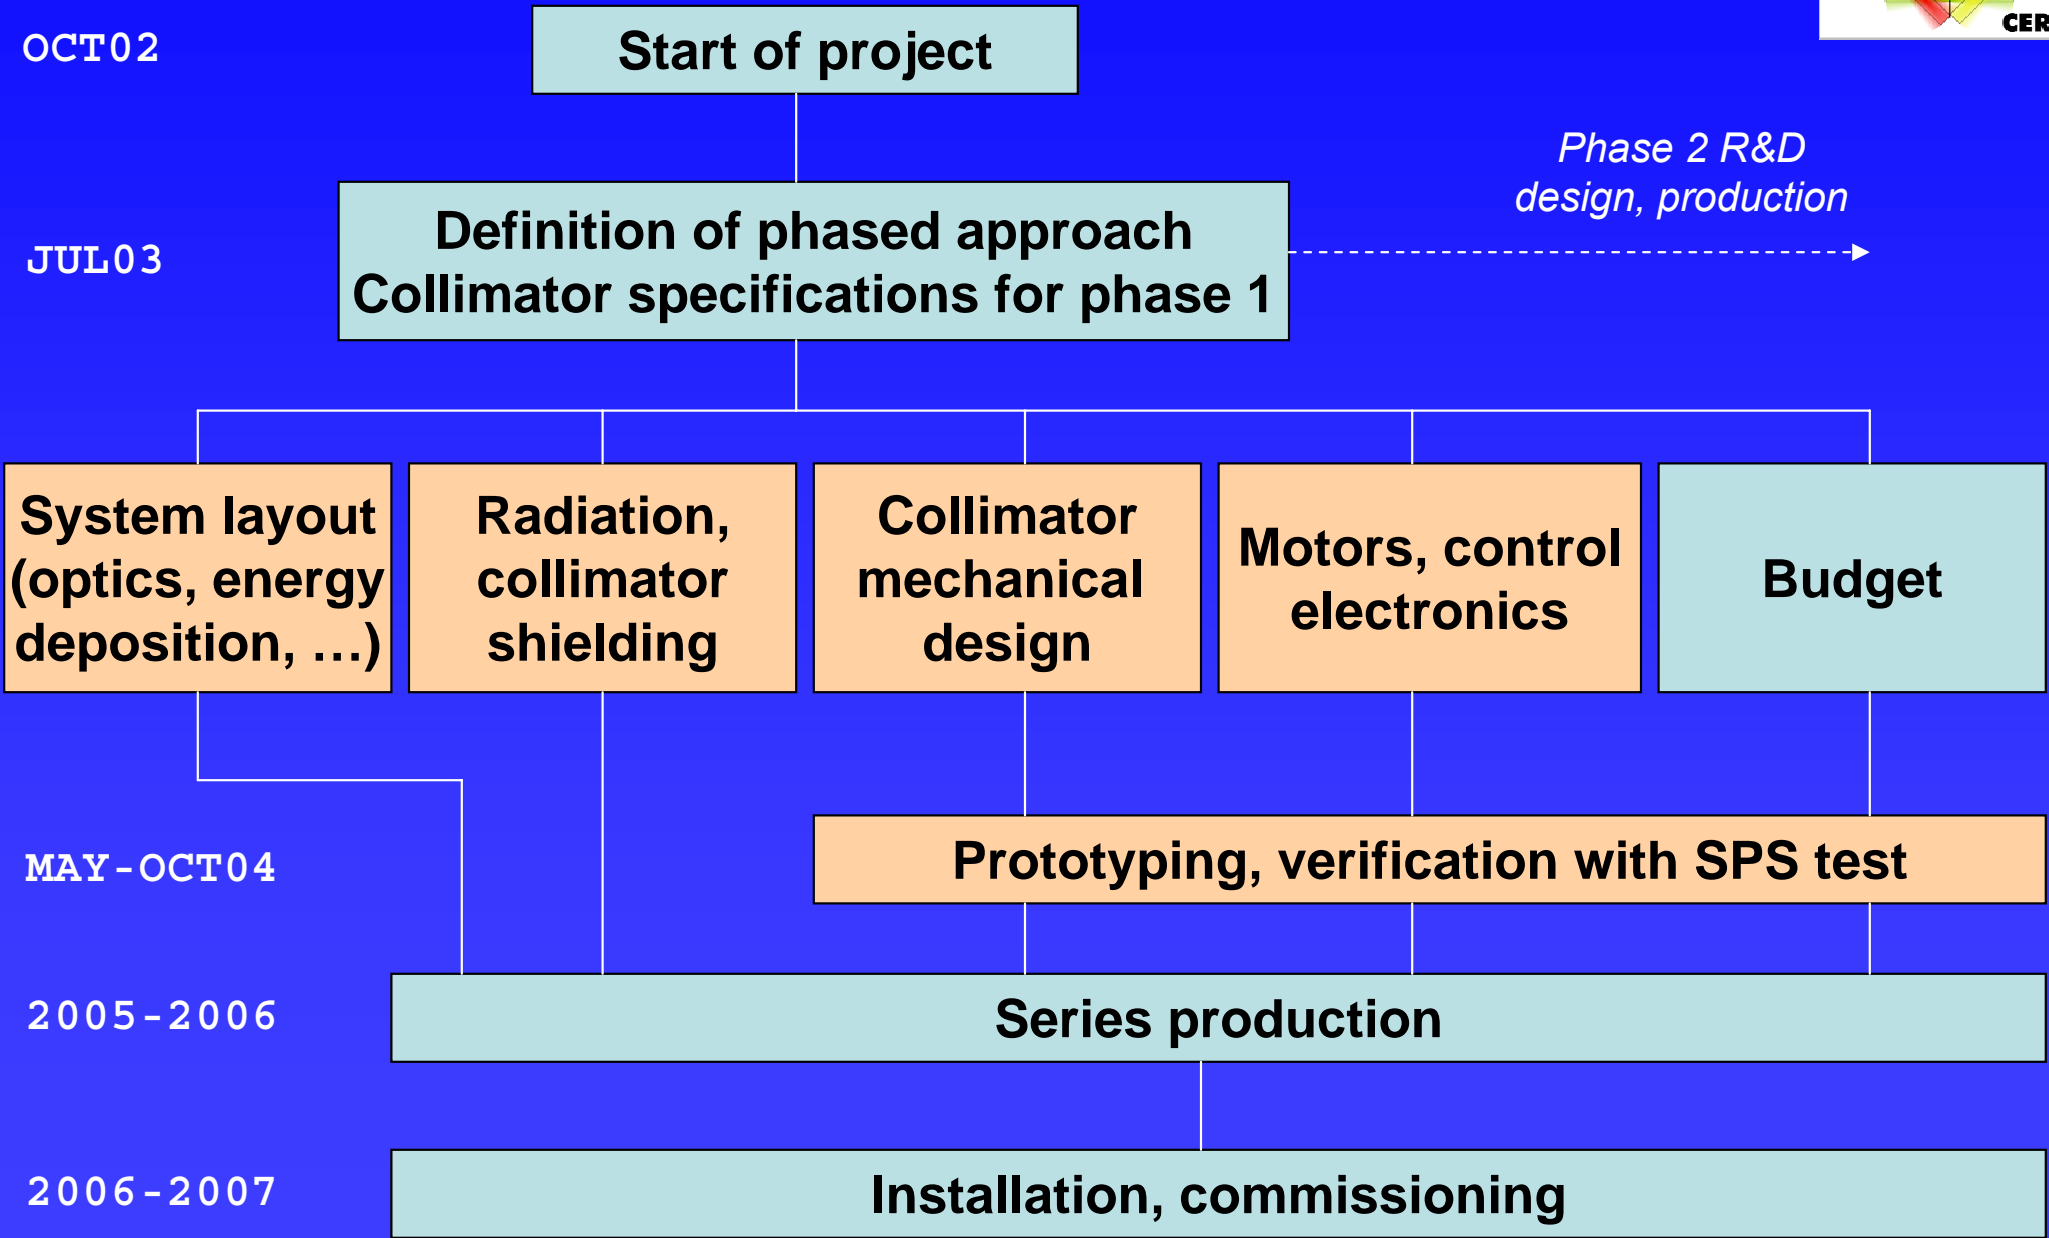 OCT02
Start of project
Phase 2 R&D
design, production
JUL03
Definition of phased approach
Collimator specifications for phase 1
System layout
(optics, energy
deposition, …)
Radiation,
collimator
shielding
Collimator
mechanical
design
Motors, control
electronics
Budget
MAY-OCT04
Prototyping, verification with SPS test
2005-2006
Series production
2006-2007
Installation, commissioning